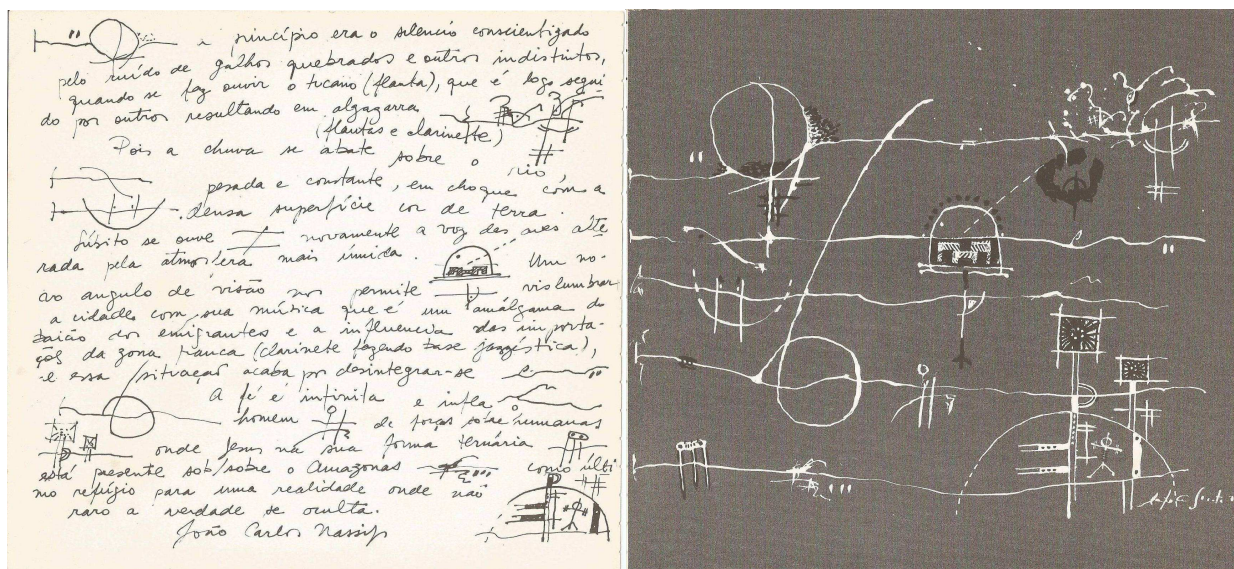 princípio era o silencio conscientizado
pelo ruído de galhos quebrados e outros indistintos,
quando se faz ouvir o tucano (flauta), que é logo segui
do por outros resultando em algazarra
(flautas e clarinete)
Pois a chuva se abate sobre o
rio
pesada e constante, em choque com a
densa superfície cor de terra.
Súbito se ouve novamente a voz das aves alte
rada pela atmosfera mais úmida. Um no-
vo angulo de visão nos permite vislumbrar
a cidade com sua música que é um amálgama do
baião dos emigrantes e a influencia das importa-
ções da zona franca (clarinete fazendo base jazzística),
e essa situação acaba por desintegrar-se
A fé é infinita e infla o
homem de forças sobre humanas
onde Jesus na sua forma ternária
está presente sob/sobre o Amazonas como últi
mo refúgio para uma realidade onde não
raro a verdade se oculta.
João Carlos Nassif